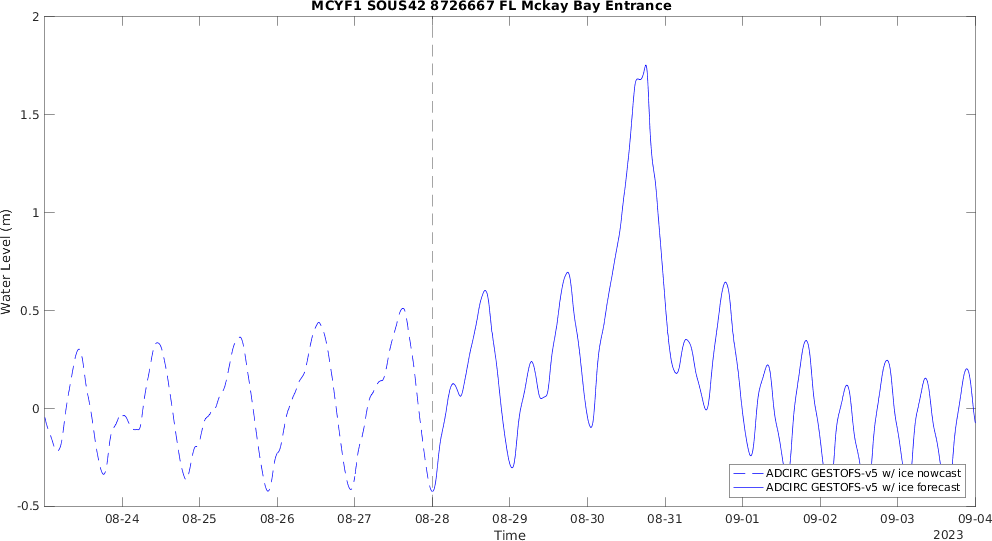 MCYF1 SOUS42 8726667 FL Mckay Bay Entrance
2
1.5
1
0.5
0
-0.5
Water Level (m)
08-24 08-25 08-26 08-27 08-28 08-29 08-30 08-31 09-01 09-02 09-03 09-04
Time
2023
ADCIRC GESTOFS-v5 w/ ice nowcast
ADCIRC GESTOFS-v5 w/ ice forecast